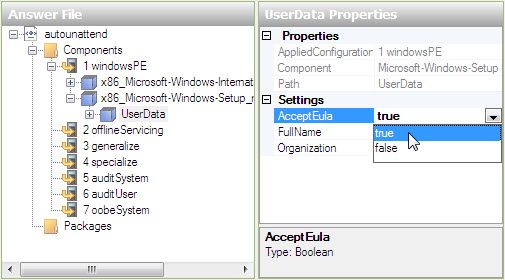 Answer File
autounattend
Components
1 windowsPE
x86_Microsoft-Windows-Internat
x86_Microsoft-Windows-Setup_
UserData
2 offlineServicing
3 generalize
4 specialize
5 auditSystem
6 auditUser
7 oobeSystem
Packages
UserData Properties
Properties
AppliedConfiguration 1 windowsPE
Component Microsoft-Windows-Setup
Path UserData
Settings
AcceptEula true
FullName true
Organization false
AcceptEula
Type: Boolean